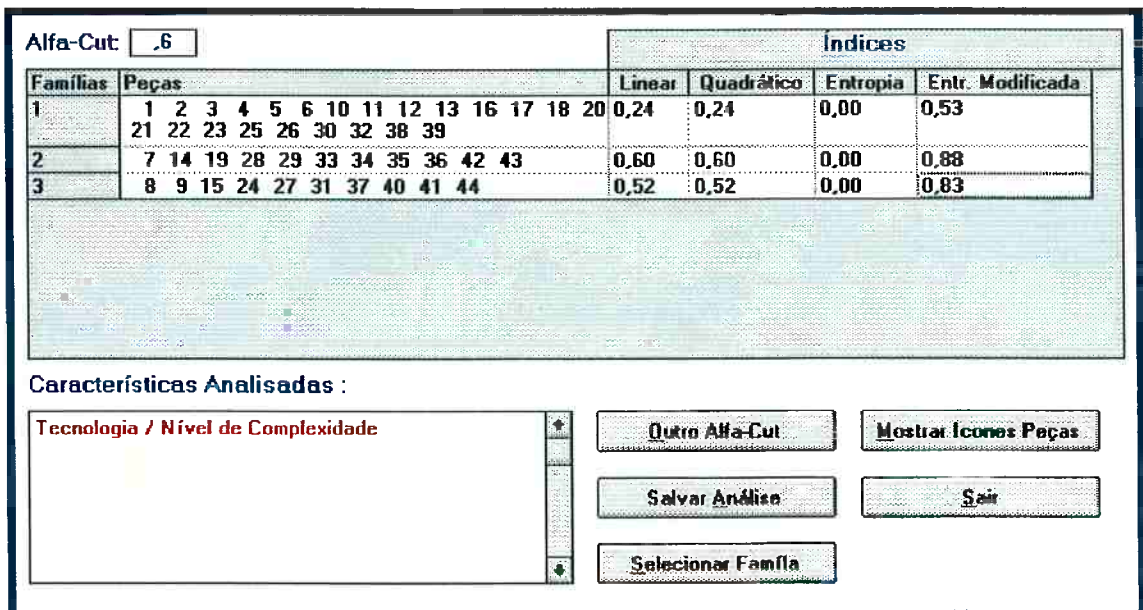 Alfa-Cut: ,6
Índices
Famílias Peças Linear Quadrático Entropia Entr. Modificada
1 1 2 3 4 5 6 10 11 12 13 16 17 18 20 0,24 0,24 0,00 0,53
21 22 23 25 26 30 32 38 39
2 7 14 19 28 29 33 34 35 36 42 43 0,60 0,60 0,00 0,88
3 8 9 15 24 27 31 37 40 41 44 0,52 0,52 0,00 0,83
Características Analisadas :
Tecnologia / Nível de Complexidade
Outro Alfa-Cut Mostrar Ícones Peças
Salvar Análise Sair
Selecionar Famíla